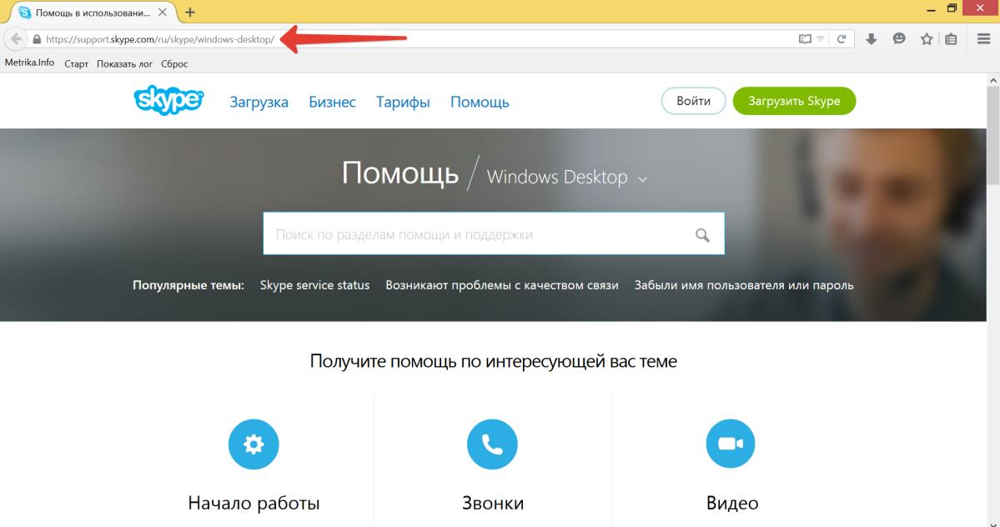 Помощь в использовани...
https://support.skype.com/ru/skype/windows-desktop/
Metrika.Info Старт Показать лог Сброс
skype™ Загрузка Бизнес Тарифы Помощь Войти Загрузить Skype
Помощь / Windows Desktop
Поиск по разделам помощи и поддержки
Популярные темы: Skype service status Возникают проблемы с качеством связи Забыли имя пользователя или пароль
Получите помощь по интересующей вас теме
Начало работы Звонки Видео